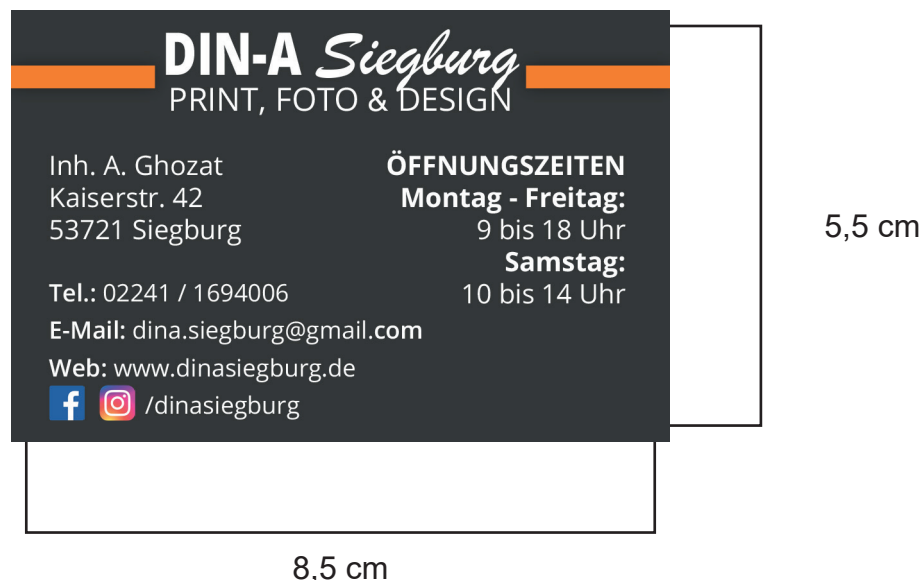 DIN-A Siegburg
PRINT, FOTO & DESIGN
Inh. A. Ghozat
Kaiserstr. 42
53721 Siegburg
Tel.: 02241 / 1694006
E-Mail: dina.siegburg@gmail.com
Web: www.dinasiegburg.de
/dinasiegburg
ÖFFNUNGSZEITEN
Montag - Freitag:
9 bis 18 Uhr
Samstag:
10 bis 14 Uhr
5,5 cm
8,5 cm